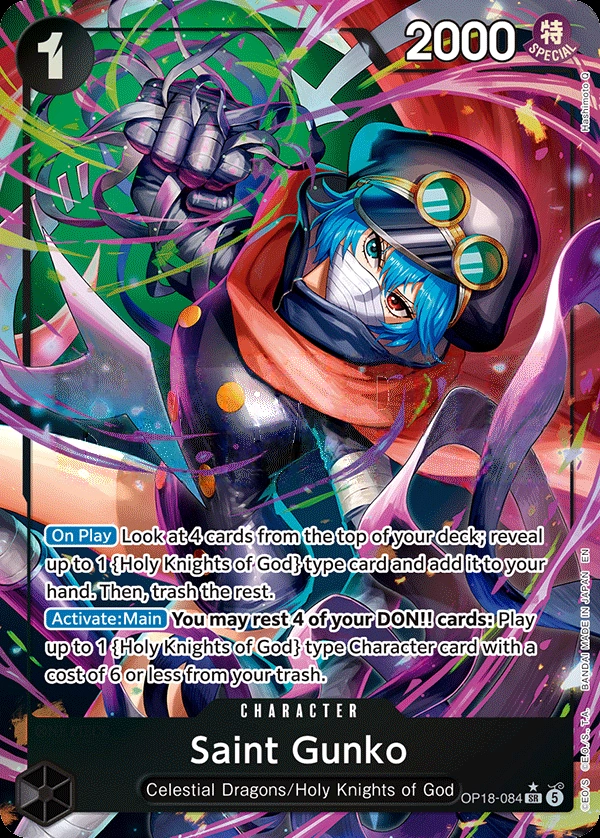 1
2000
特
SPECIAL
Hashimoto Q
On Play Look at 4 cards from the top of your deck; reveal
up to 1 {Holy Knights of God} type card and add it to your
hand. Then, trash the rest.
Activate:Main You may rest 4 of your DON!! cards: Play
up to 1 {Holy Knights of God} type Character card with a
cost of 6 or less from your trash.
CHARACTER
Saint Gunko
Celestial Dragons/Holy Knights of God
OP18-084 SR 5
©E.O/S. ©E.O./S., T.A. BANDAI MADE IN JAPAN EN